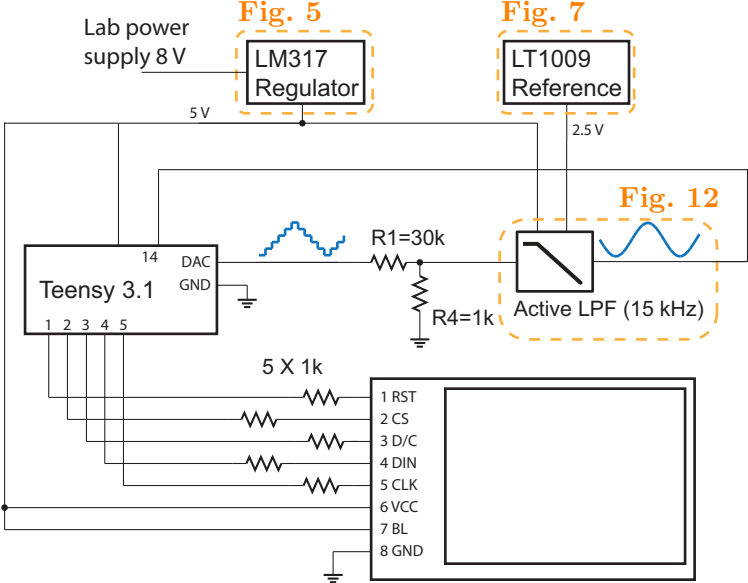 Fig. 5
Fig. 7
Lab power
supply 8 V
LM317
Regulator
LT1009
Reference
5 V
2.5 V
Fig. 12
14
DAC
GND
Teensy 3.1
1 2 3 4 5
R1=30k
R4=1k
Active LPF (15 kHz)
5 X 1k
1 RST
2 CS
3 D/C
4 DIN
5 CLK
6 VCC
7 BL
8 GND